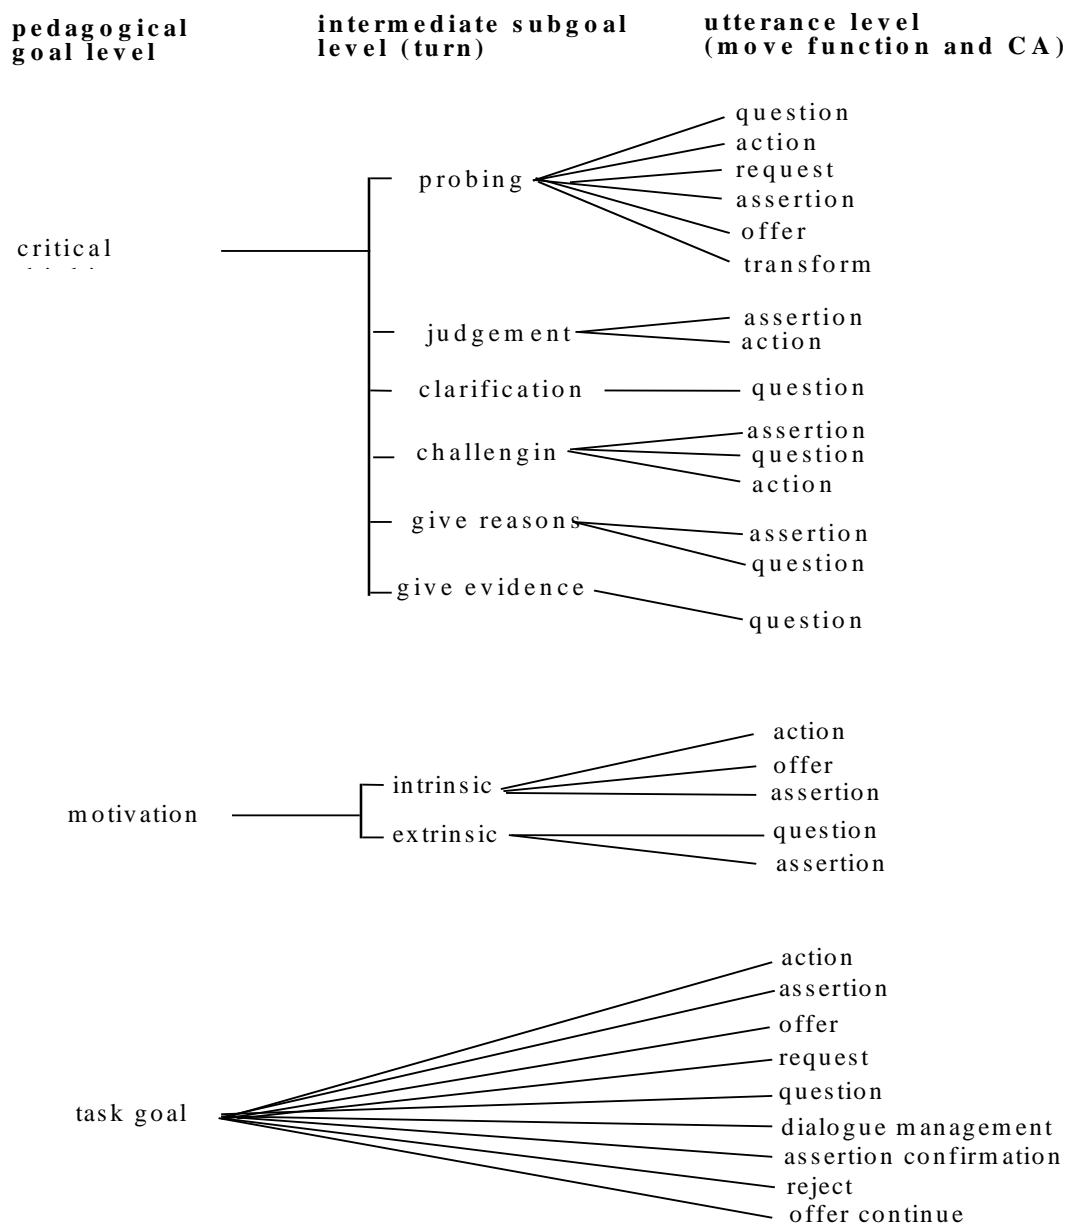 pedagogical
goal level
intermediate subgoal
level (turn)
utterance level
(move function and CA)
critical
probing
question
action
request
assertion
offer
transform
judgement
assertion
action
clarification
question
challengin
assertion
question
action
give reasons
assertion
question
give evidence
question
motivation
intrinsic
action
offer
assertion
extrinsic
question
assertion
task goal
action
assertion
offer
request
question
dialogue management
assertion confirmation
reject
offer continue